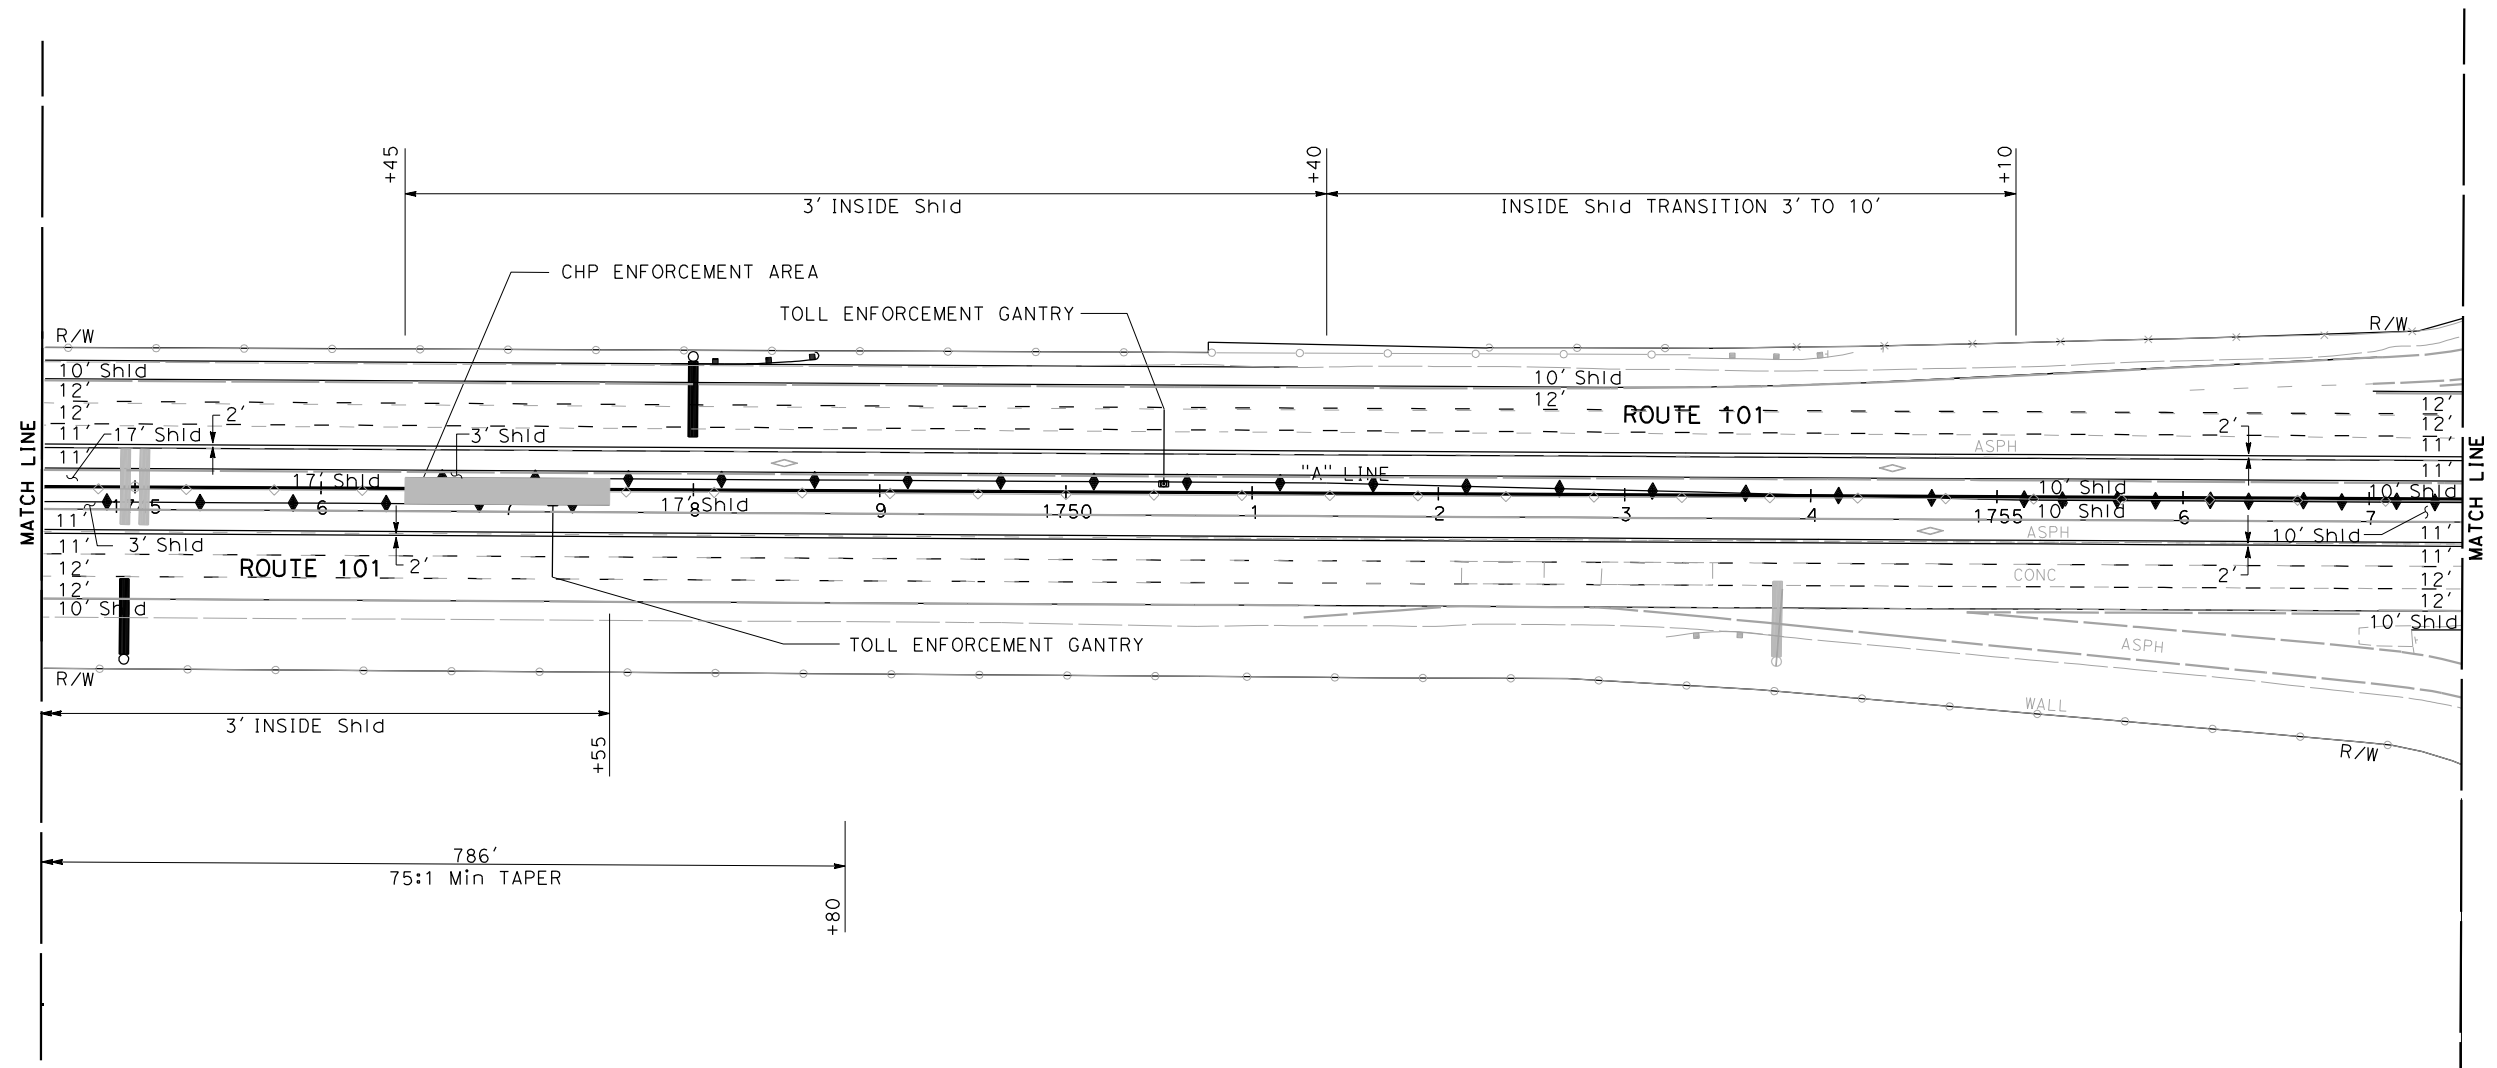 +45
+40
+10
3' INSIDE Shld
INSIDE Shld TRANSITION 3' TO 10'
CHP ENFORCEMENT AREA
TOLL ENFORCEMENT GANTRY
R/W
R/W
10' Shld
10' Shld
12'
12'
12'
2'
ROUTE 101
12'
12'
11'
17' Shld
3' Shld
2'
ASPH
11'
11'
11'
"A" LINE
MATCH LINE
MATCH LINE
17' Shld
17' Shld
10' Shld
10' Shld
6
8
9
1750
1
2
3
4
1755
6
7
10' Shld
11'
3' Shld
ASPH
10' Shld
11'
11'
11'
12'
ROUTE 101
2'
CONC
2'
12'
12'
12'
10' Shld
10' Shld
TOLL ENFORCEMENT GANTRY
ASPH
R/W
WALL
3' INSIDE Shld
+55
R/W
786'
75:1 Min TAPER
+80